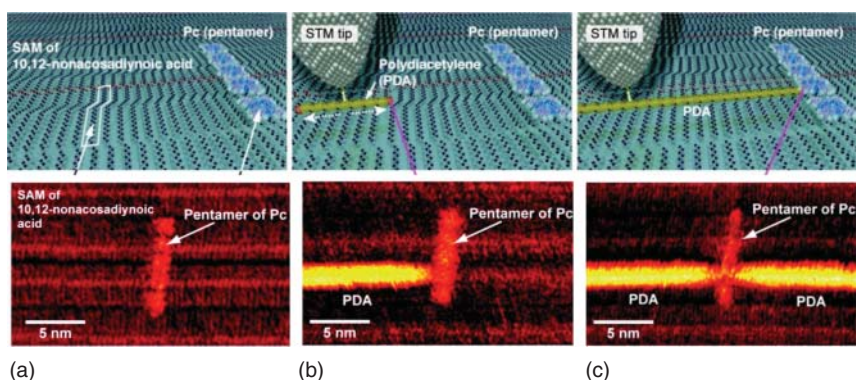 Pc (pentamer)
SAM of
10,12-nonacosadiynoic acid
STM tip
Pc (pentamer)
Polydiacetylene
(PDA)
STM tip
Pc (pentamer)
PDA
SAM of
10,12-nonacosadiynoic
acid
Pentamer of Pc
5 nm
Pentamer of Pc
PDA
5 nm
Pentamer of Pc
PDA
PDA
5 nm
(a)
(b)
(c)